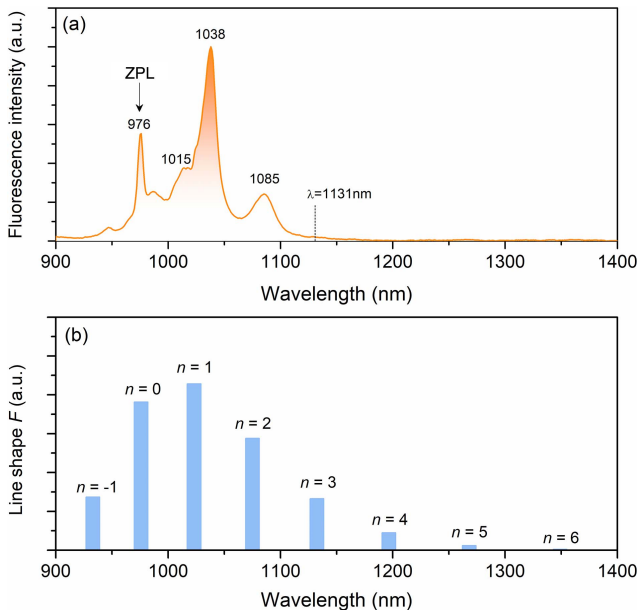 (a)
1038
ZPL
976
1015
1085
λ=1131nm
Fluorescence intensity (a.u.)
900 1000 1100 1200 1300 1400
Wavelength (nm)
(b)
n = 1
n = 0
n = 2
n = -1
n = 3
n = 4
n = 5
n = 6
Line shape F (a.u.)
900 1000 1100 1200 1300 1400
Wavelength (nm)